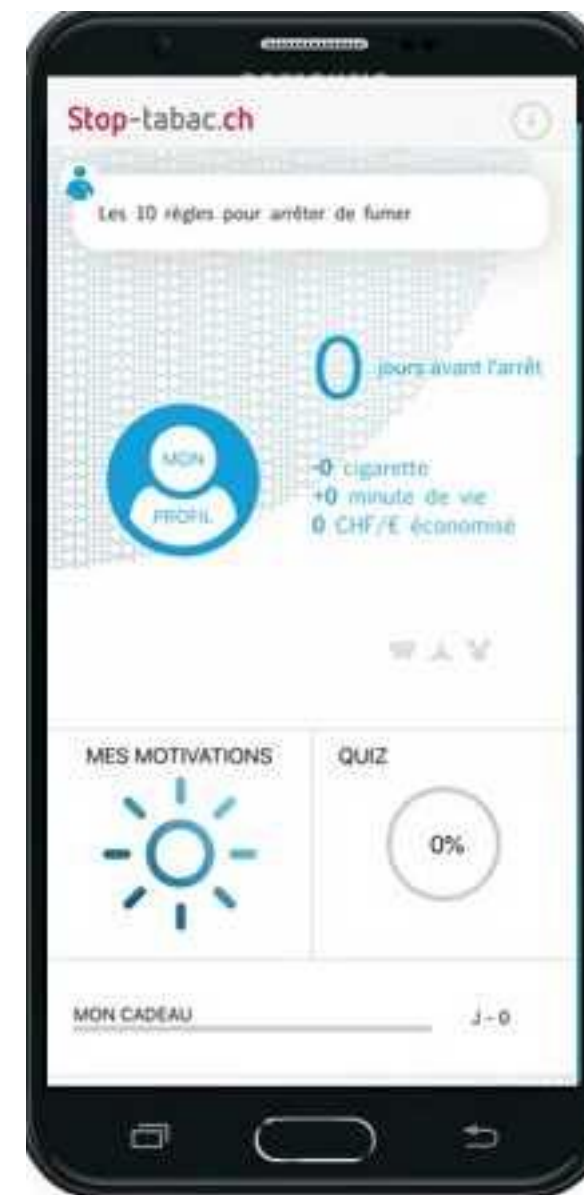 Stop-tabac.ch
Les 10 règles pour arrêter de fumer
0 jours avant l'arrêt
MON
PROFIL
-0 cigarette
+0 minute de vie
0 CHF/€ économisé
MES MOTIVATIONS
QUIZ
0%
MON CADEAU
J - 0